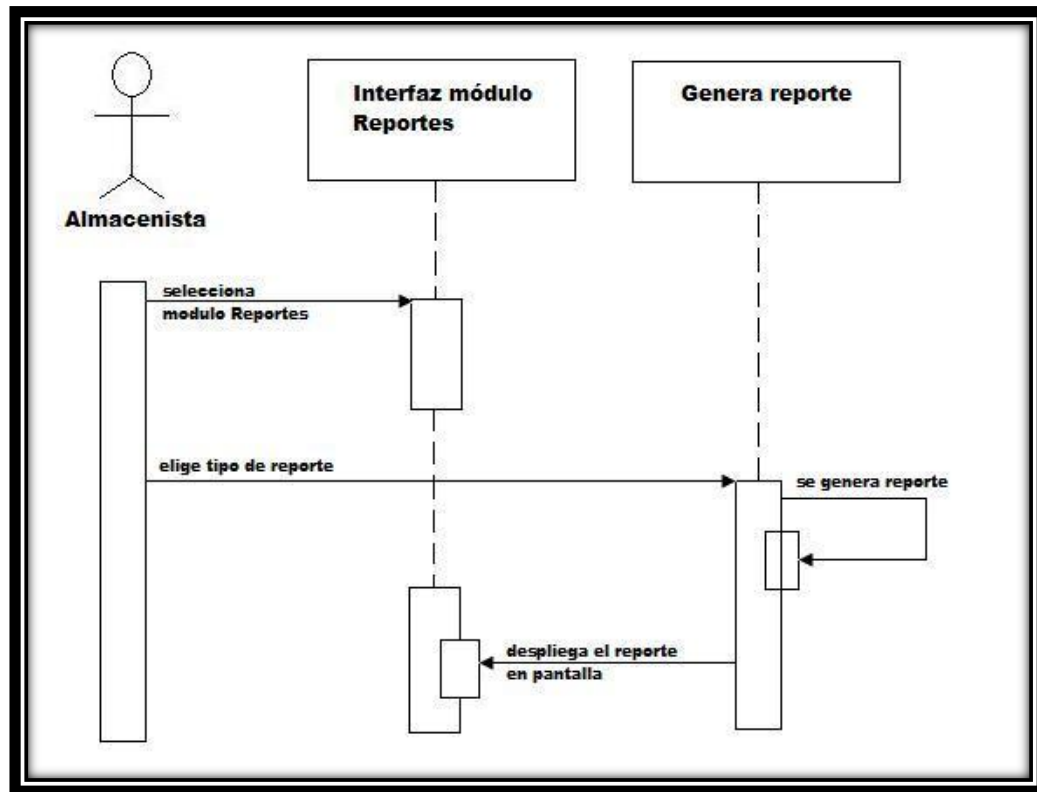 Interfaz módulo
Reportes
Genera reporte
Almacenista
selecciona
modulo Reportes
elige tipo de reporte
se genera reporte
despliega el reporte
en pantalla